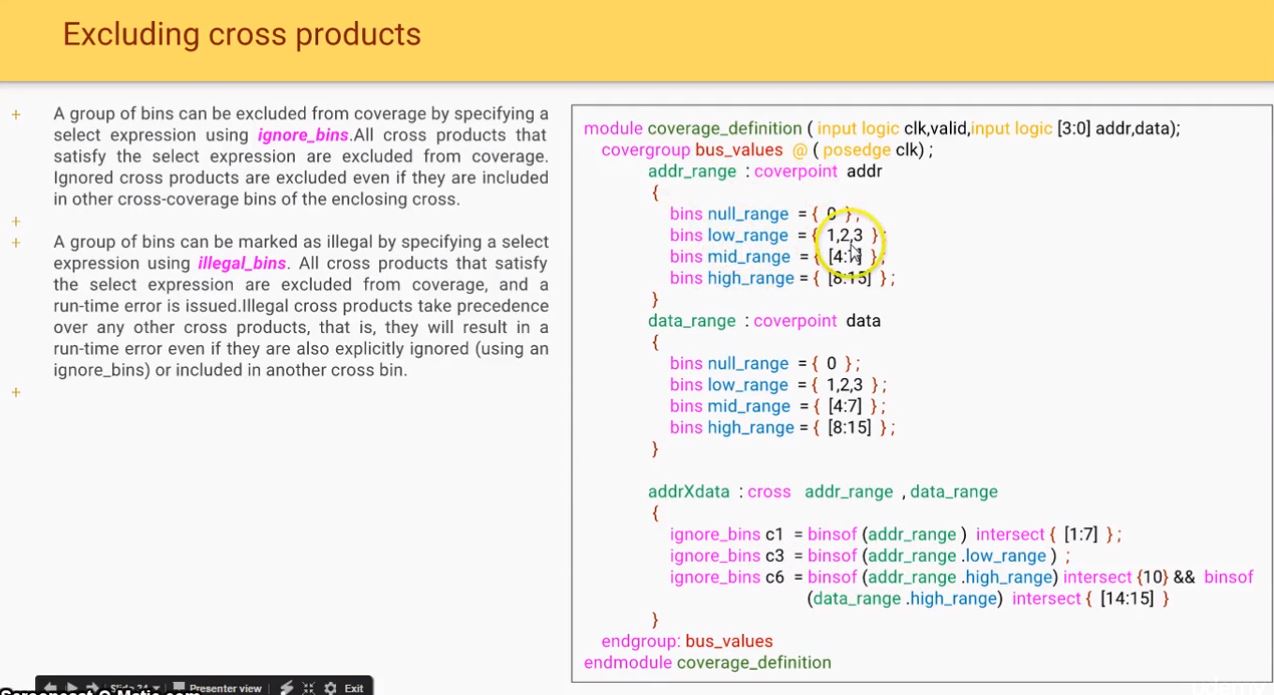 Excluding cross products
+ A group of bins can be excluded from coverage by specifying a
select expression using ignore_bins.All cross products that
satisfy the select expression are excluded from coverage.
Ignored cross products are excluded even if they are included
in other cross-coverage bins of the enclosing cross.
+
+ A group of bins can be marked as illegal by specifying a select
expression using illegal_bins. All cross products that satisfy
the select expression are excluded from coverage, and a
run-time error is issued.Illegal cross products take precedence
over any other cross products, that is, they will result in a
run-time error even if they are also explicitly ignored (using an
ignore_bins) or included in another cross bin.
+
module coverage_definition ( input logic clk,valid,input logic [3:0] addr,data);
covergroup bus_values @ ( posedge clk) ;
addr_range : coverpoint addr
{
bins null_range = { 0 } ;
bins low_range = { 1,2,3 } ;
bins mid_range = { [4:7] } ;
bins high_range = { [8:15] } ;
}
data_range : coverpoint data
{
bins null_range = { 0 } ;
bins low_range = { 1,2,3 } ;
bins mid_range = { [4:7] } ;
bins high_range = { [8:15] } ;
}
addrXdata : cross addr_range , data_range
{
ignore_bins c1 = binsof (addr_range ) intersect { [1:7] } ;
ignore_bins c3 = binsof (addr_range .low_range ) ;
ignore_bins c6 = binsof (addr_range .high_range) intersect {10} && binsof
(data_range .high_range) intersect { [14:15] }
}
endgroup: bus_values
endmodule coverage_definition
Slide 34 Presenter view Exit